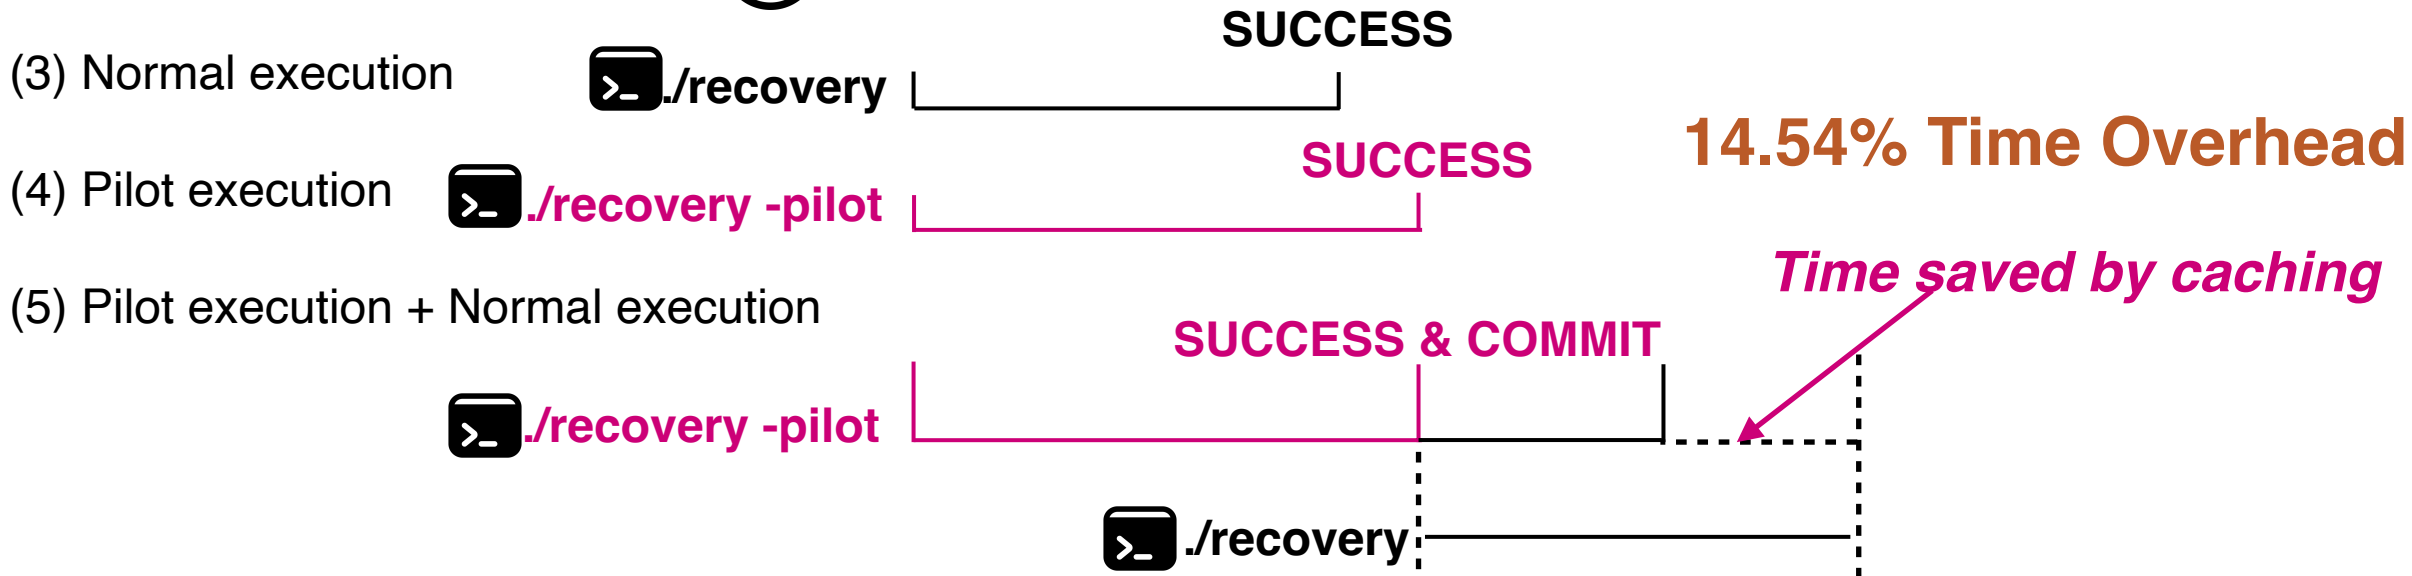 SUCCESS
(3) Normal execution
>_ ./recovery
14.54% Time Overhead
SUCCESS
(4) Pilot execution
>_ ./recovery -pilot
Time saved by caching
(5) Pilot execution + Normal execution
SUCCESS & COMMIT
>_ ./recovery -pilot
>_ ./recovery